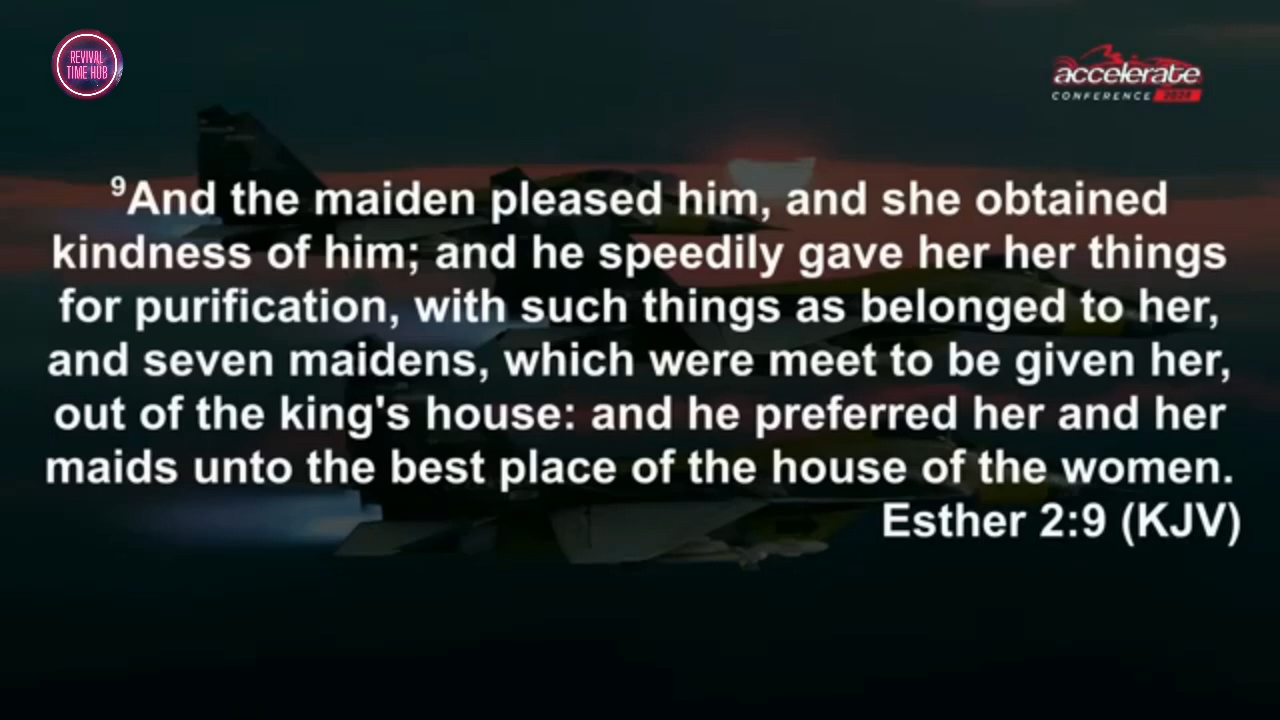 REVIVAL
TIME HUB
accelerate
CONFERENCE 2024
9And the maiden pleased him, and she obtained
kindness of him; and he speedily gave her her things
for purification, with such things as belonged to her,
and seven maidens, which were meet to be given her,
out of the king's house: and he preferred her and her
maids unto the best place of the house of the women.
Esther 2:9 (KJV)